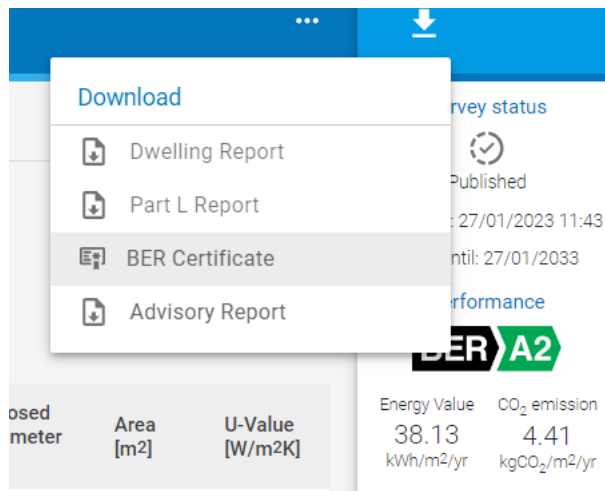 Download
Dwelling Report
Part L Report
BER Certificate
Advisory Report
rvey status
Published
: 27/01/2023 11:43
ntil: 27/01/2033
erformance
BER A2
Energy Value
38.13
kWh/m2/yr
CO2 emission
4.41
kgCO2/m2/yr
osed
meter
Area
[m2]
U-Value
[W/m2K]